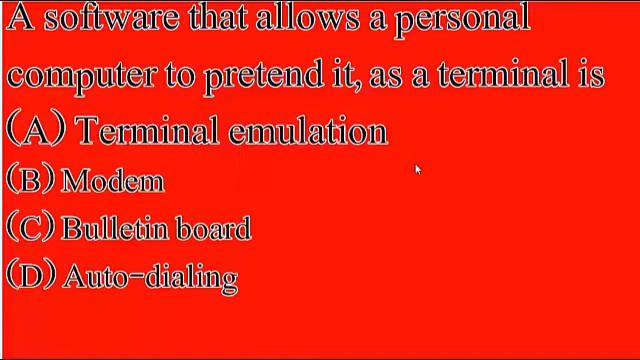 A software that allows a personal
computer to pretend it, as a terminal is
(A) Terminal emulation
(B) Modem
(C) Bulletin board
(D) Auto-dialing